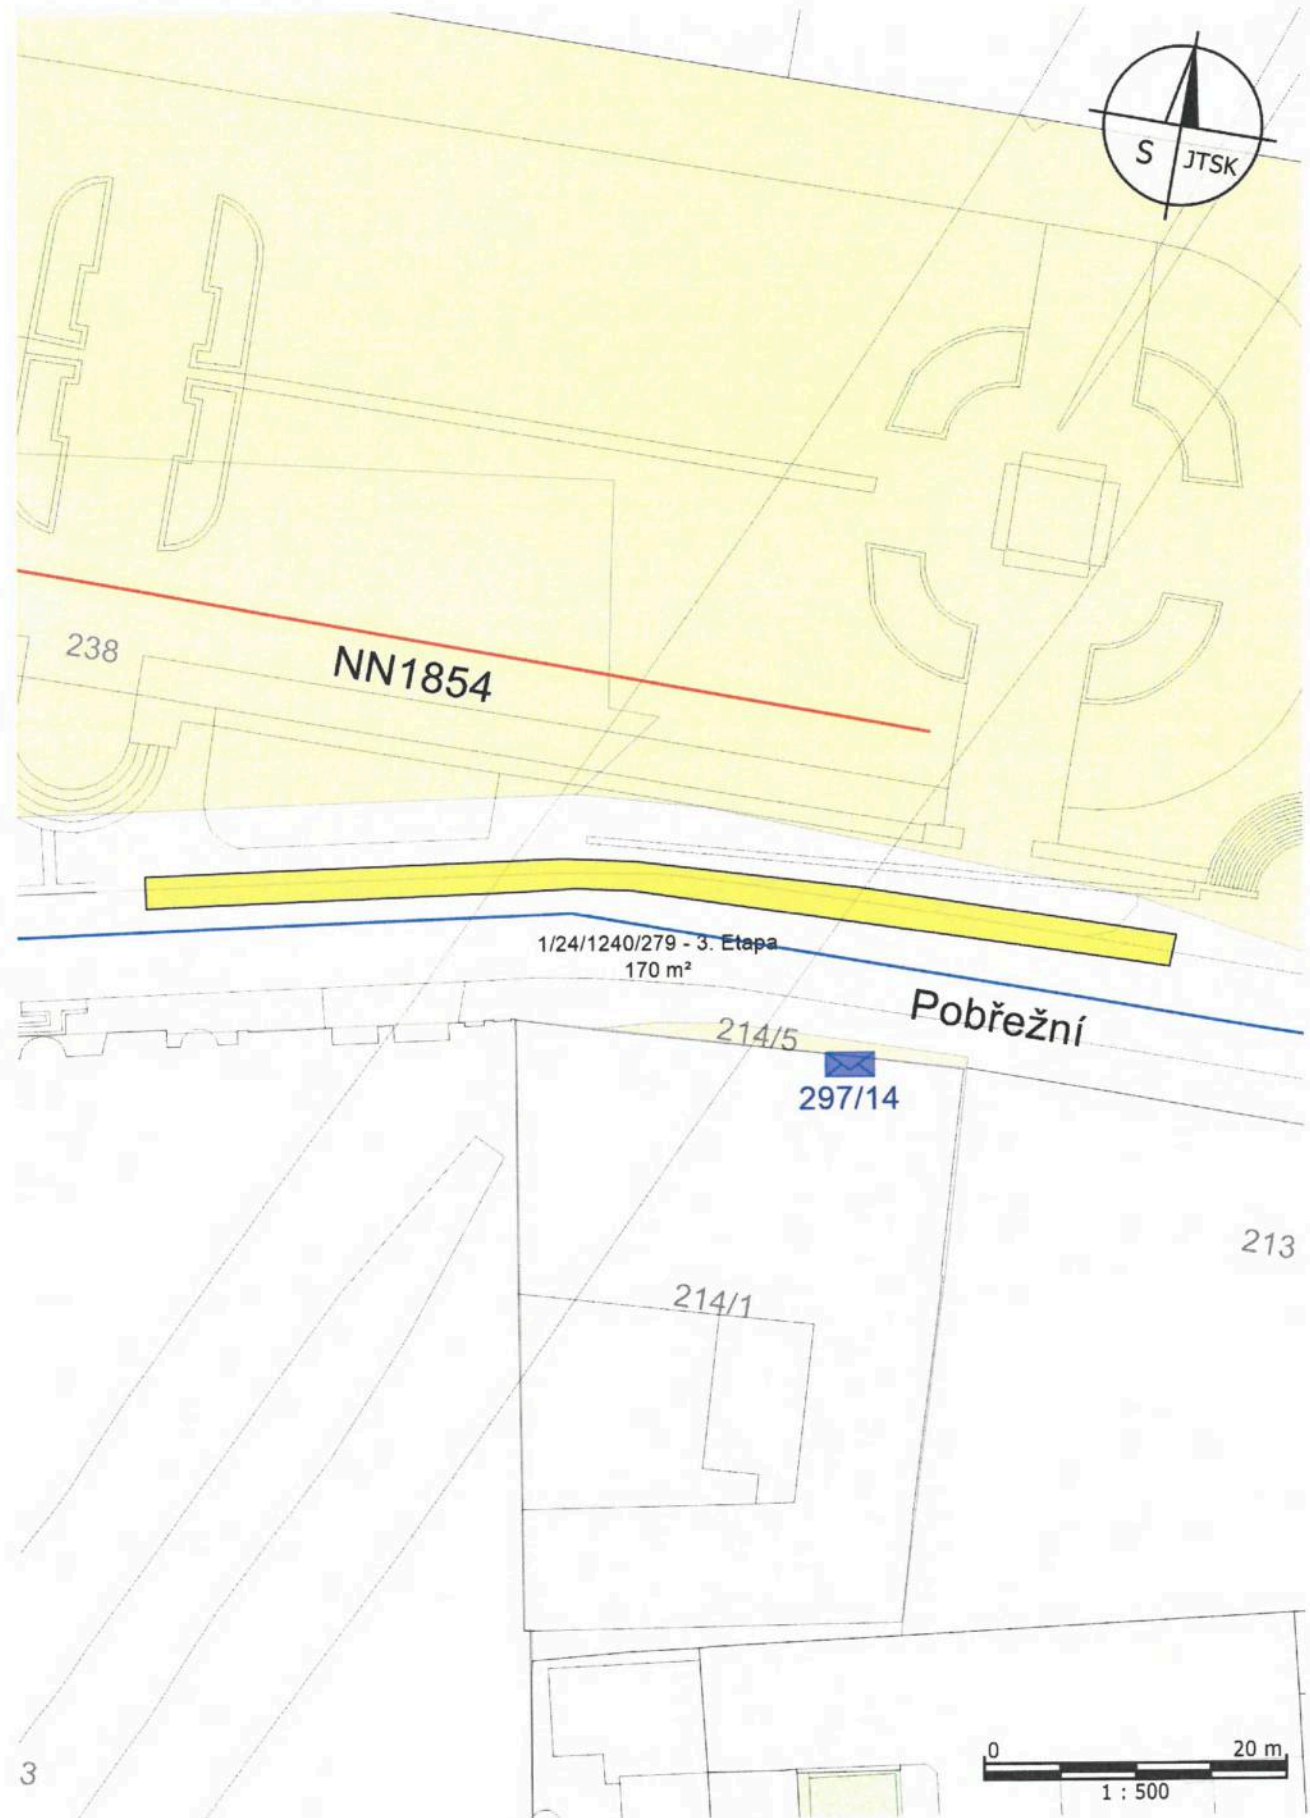 S JTSK
238
NN1854
1/24/1240/279 - 3. Etapa
170 m²
Pobřežní
214/5
297/14
213
214/1
3
0 20 m
1 : 500